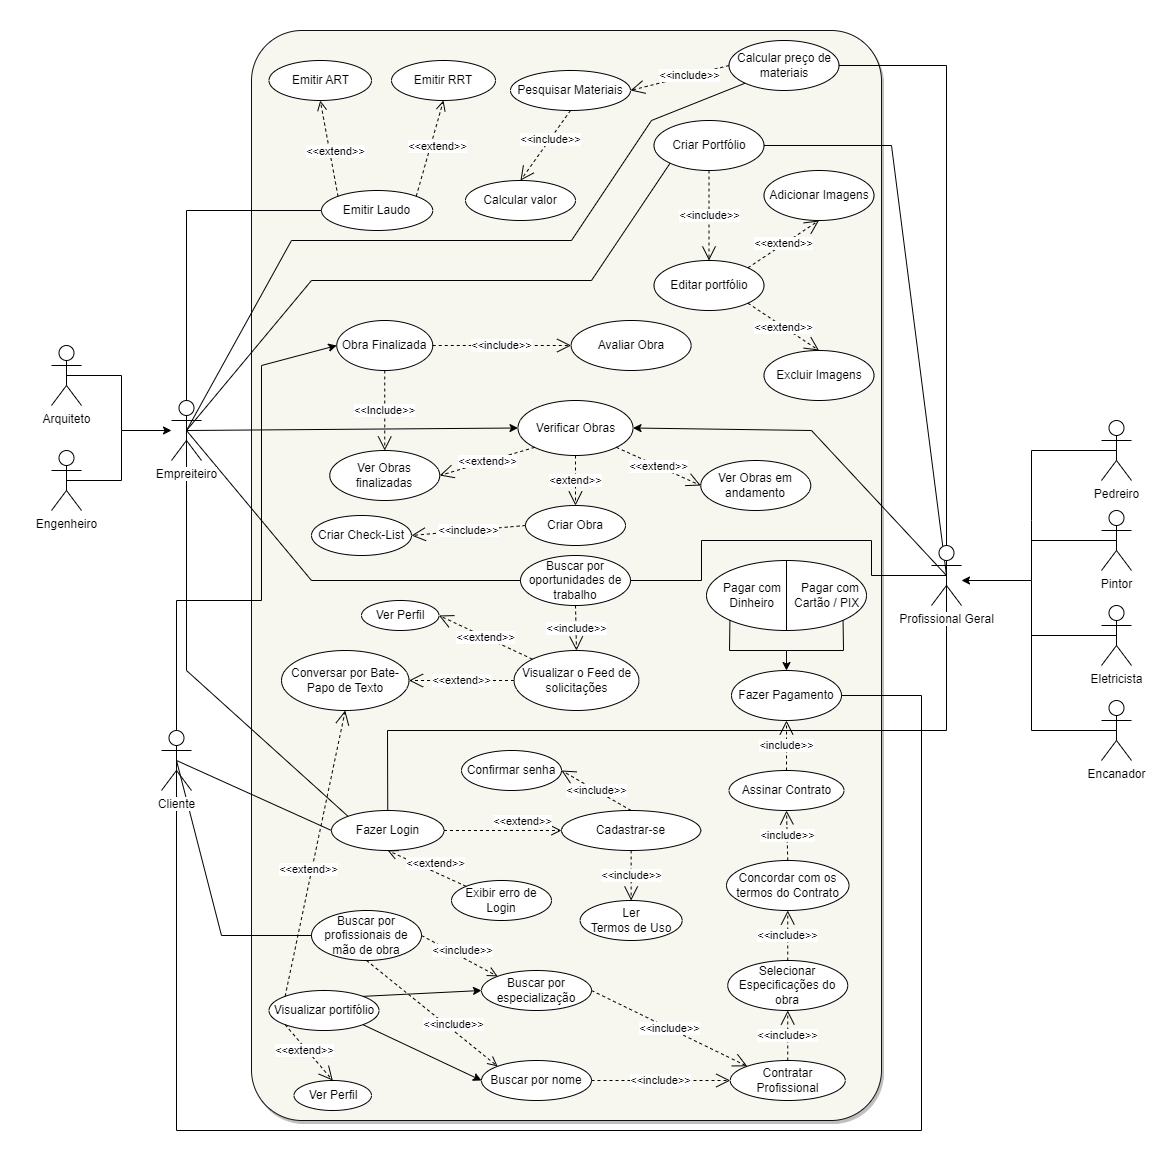 Calcular preço de
materiais
<<include>>
Emitir ART
Emitir RRT
Pesquisar Materiais
<<include>>
<<extend>>
<<extend>>
Criar Portfólio
Calcular valor
Adicionar Imagens
Emitir Laudo
<<include>>
<<extend>>
Editar portfólio
<<extend>>
Obra Finalizada
<<include>>
Avaliar Obra
Excluir Imagens
<<Include>>
Arquiteto
Verificar Obras
Empreiteiro
Ver Obras
finalizadas
<<extend>>
<extend>>
<<extend>>
Ver Obras em
andamento
Pedreiro
Engenheiro
Criar Check-List
<<include>>
Criar Obra
Buscar por
oportunidades de
trabalho
Pagar com
Dinheiro
Pagar com
Cartão / PIX
Pintor
Profissional Geral
Ver Perfil
<<include>>
<<extend>>
Conversar por Bate-
Papo de Texto
<<extend>>
Visualizar o Feed de
solicitações
Fazer Pagamento
Eletricista
<include>>
Confirmar senha
<<include>>
Assinar Contrato
Encanador
Cliente
Fazer Login
<<extend>>
Cadastrar-se
<include>>
<<extend>>
<<extend>>
<<include>>
Concordar com os
termos do Contrato
Exibir erro de
Login
Ler
Termos de Uso
Buscar por
profissionais de
mão de obra
<<include>>
<<include>>
Selecionar
Especificações do
obra
Buscar por
especialização
Visualizar portifólio
<<include>>
<<include>>
<<include>>
<<extend>>
Ver Perfil
Buscar por nome
<<include>>
Contratar
Profissional